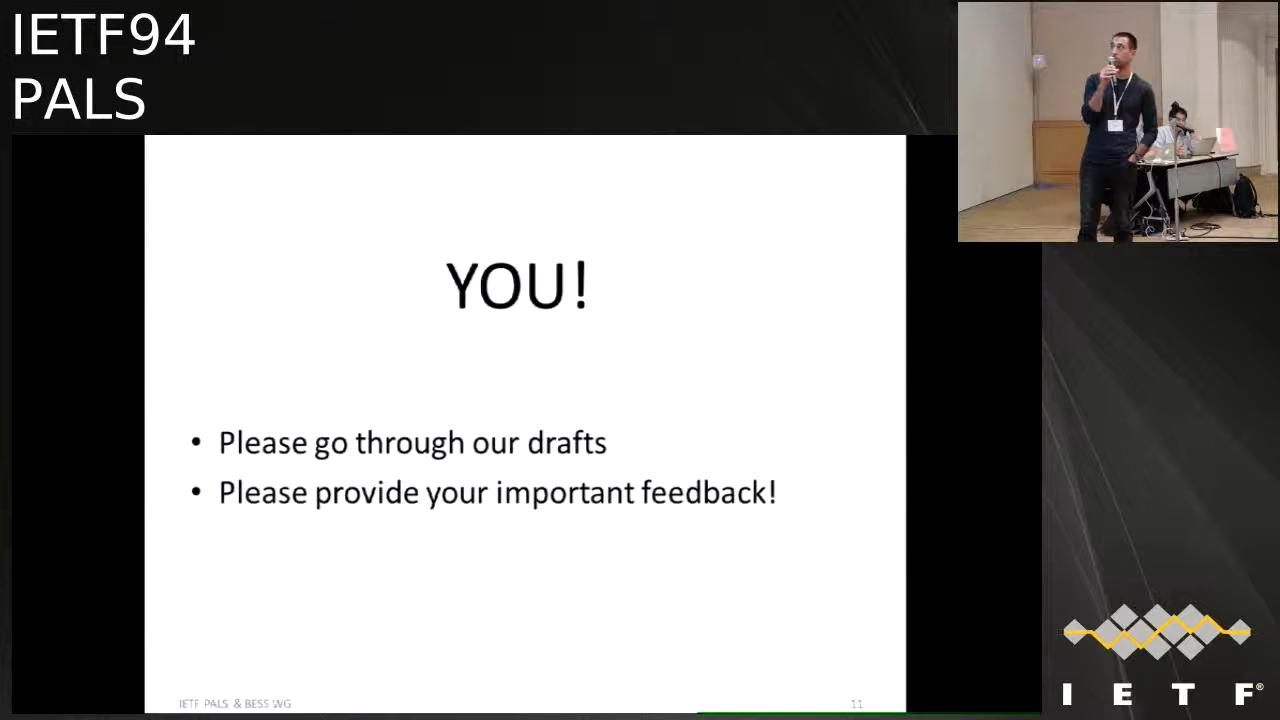 IETF94
PALS
YOU!
• Please go through our drafts
• Please provide your important feedback!
IETF PALS & BESS WG
11
I E T F®